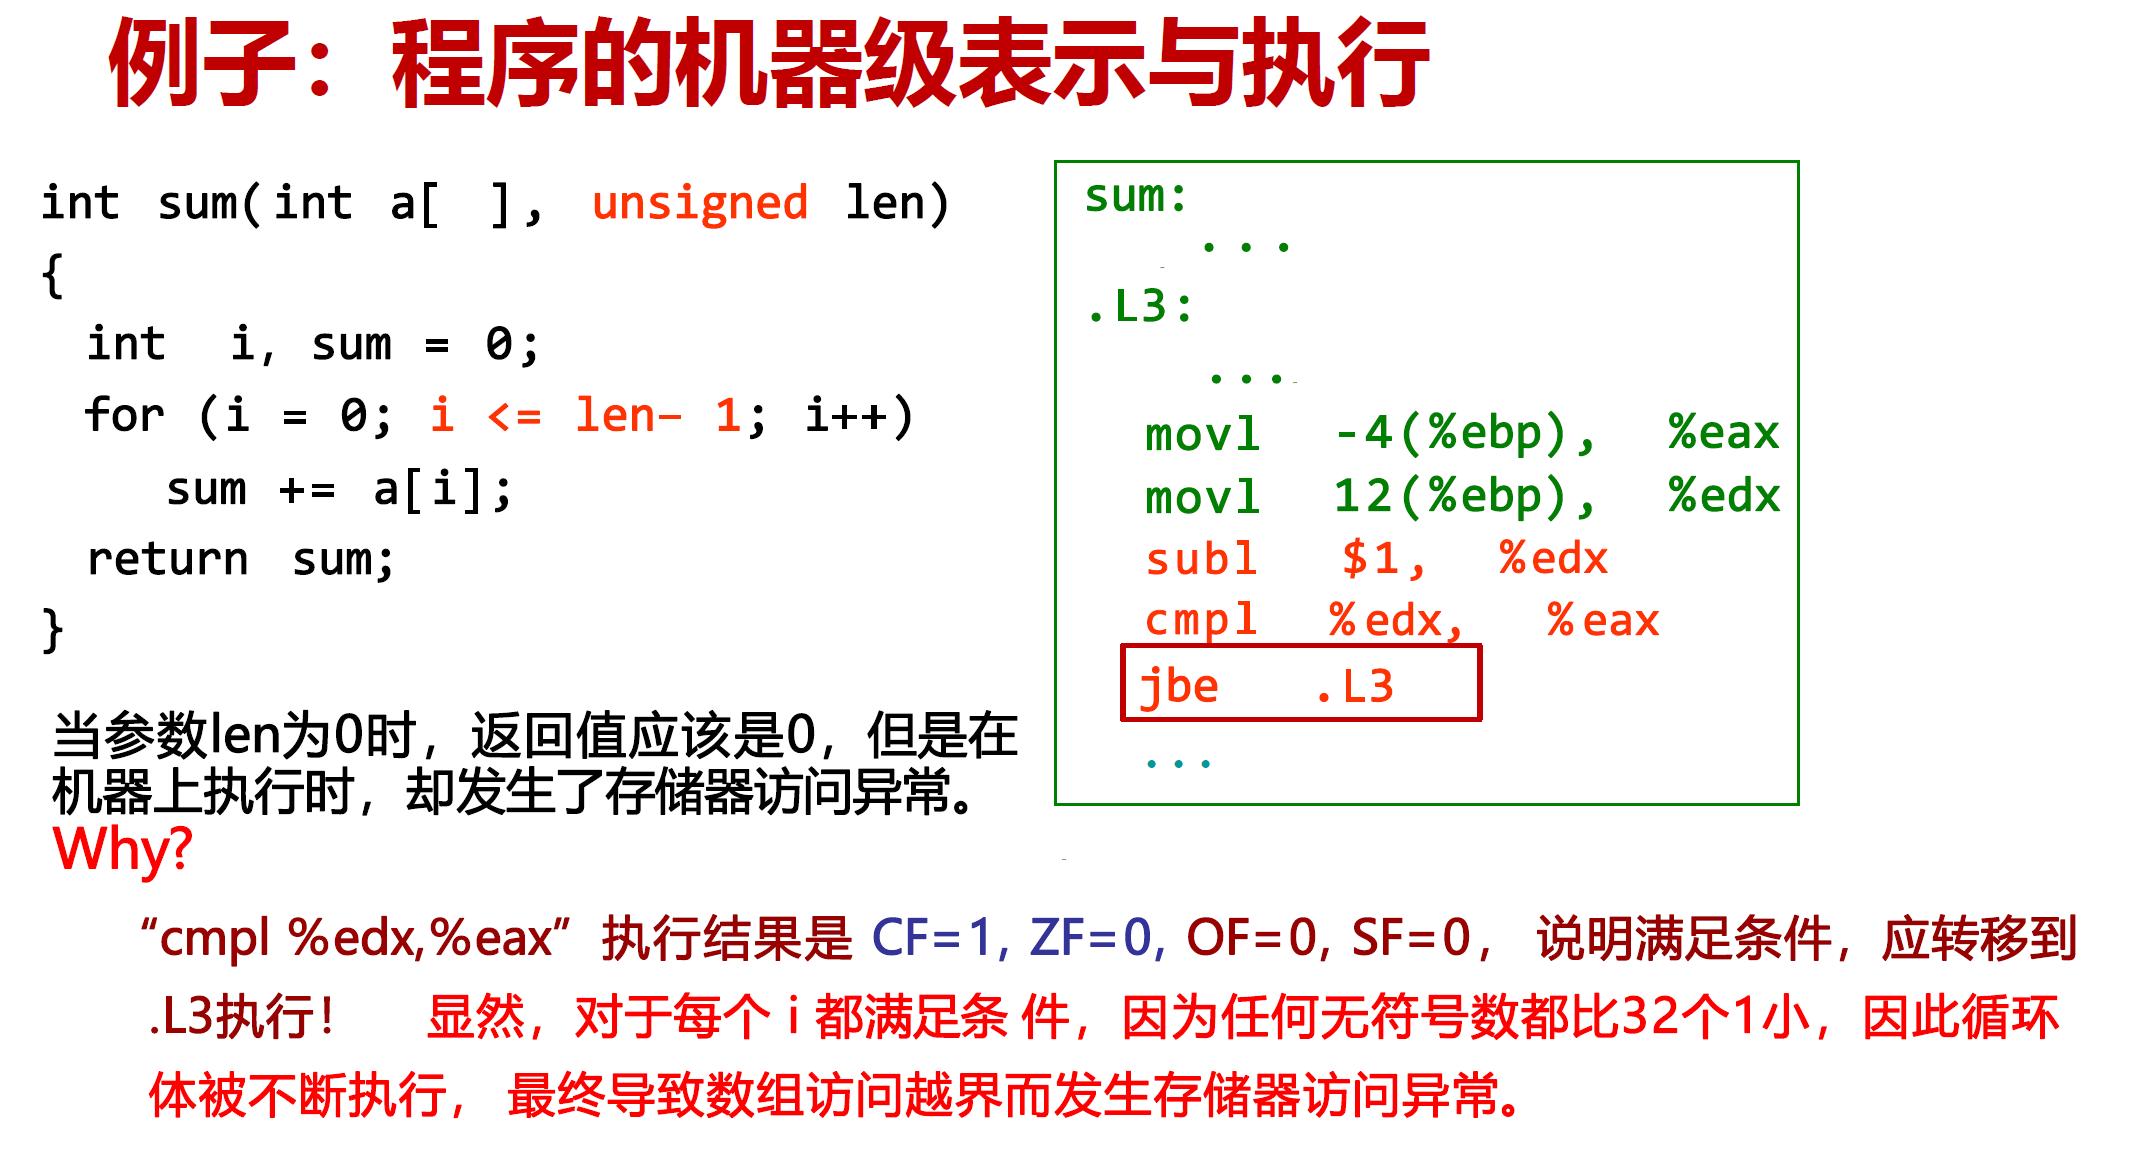 例子：程序的机器级表示与执行
int sum(int a[ ], unsigned len)
{
int i, sum = 0;
for (i = 0; i <= len– 1; i++)
sum += a[i];
return sum;
}
当参数len为0时，返回值应该是0，但是在
机器上执行时，却发生了存储器访问异常。
Why?
sum:
...
.L3:
...
movl -4(%ebp), %eax
movl 12(%ebp), %edx
subl $1, %edx
cmpl %edx, %eax
jbe .L3
...
“cmpl %edx,%eax”执行结果是 CF=1, ZF=0, OF=0, SF=0， 说明满足条件，应转移到
.L3执行！ 显然，对于每个 i 都满足条 件，因为任何无符号数都比32个1小，因此循环
体被不断执行， 最终导致数组访问越界而发生存储器访问异常。